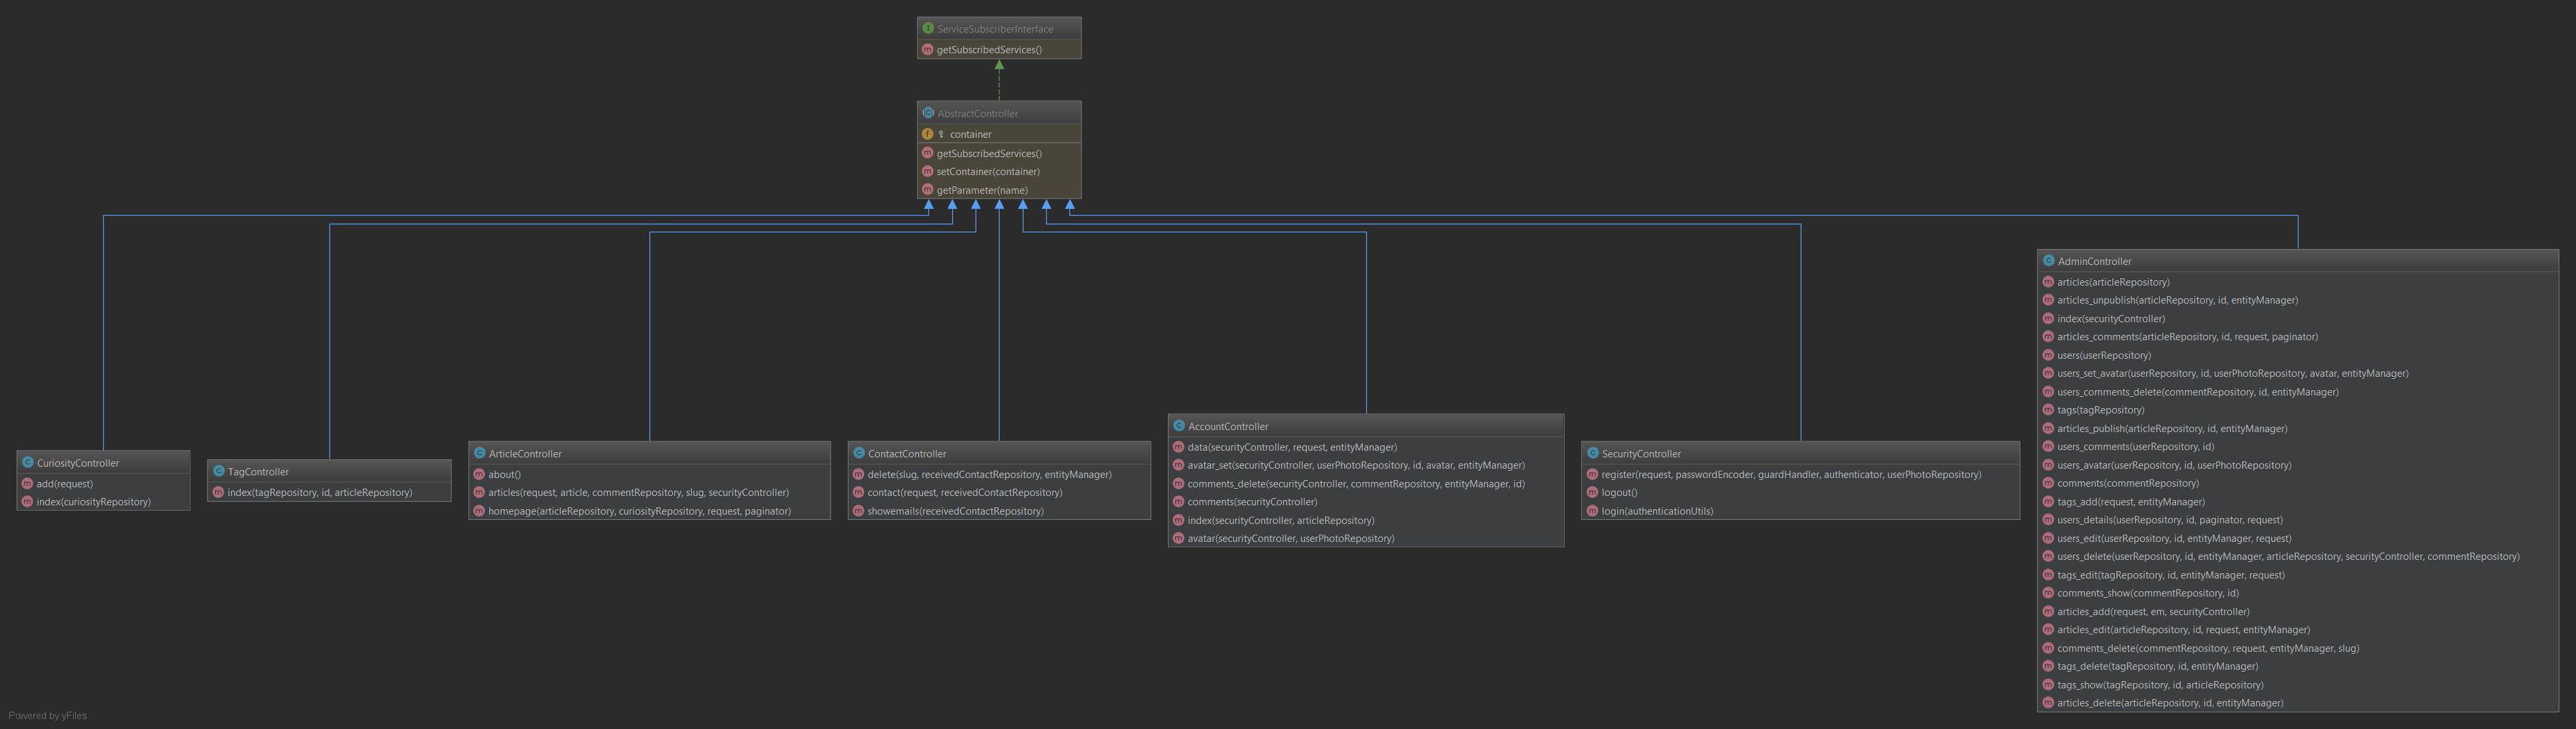 ServiceSubscriberInterface
getSubscribedServices()
AbstractController
container
getSubscribedServices()
setContainer(container)
getParameter(name)
CuriosityController
add(request)
index(curiosityRepository)
TagController
index(tagRepository, id, articleRepository)
ArticleController
about()
articles(request, article, commentRepository, slug, securityController)
homepage(articleRepository, curiosityRepository, request, paginator)
ContactController
delete(slug, receivedContactRepository, entityManager)
contact(request, receivedContactRepository)
showemails(receivedContactRepository)
AccountController
data(securityController, request, entityManager)
avatar_set(securityController, userPhotoRepository, id, avatar, entityManager)
comments_delete(securityController, commentRepository, entityManager, id)
comments(securityController)
index(securityController, articleRepository)
avatar(securityController, userPhotoRepository)
SecurityController
register(request, passwordEncoder, guardHandler, authenticator, userPhotoRepository)
logout()
login(authenticationUtils)
AdminController
articles(articleRepository)
articles_unpublish(articleRepository, id, entityManager)
index(securityController)
articles_comments(articleRepository, id, request, paginator)
users(userRepository)
users_set_avatar(userRepository, id, userPhotoRepository, avatar, entityManager)
users_comments_delete(commentRepository, id, entityManager)
tags(tagRepository)
articles_publish(articleRepository, id, entityManager)
users_comments(userRepository, id)
users_avatar(userRepository, id, userPhotoRepository)
comments(commentRepository)
tags_add(request, entityManager)
users_details(userRepository, id, paginator, request)
users_edit(userRepository, id, entityManager, request)
users_delete(userRepository, id, entityManager, articleRepository, securityController, commentRepository)
tags_edit(tagRepository, id, entityManager, request)
comments_show(commentRepository, id)
articles_add(request, em, securityController)
articles_edit(articleRepository, id, request, entityManager)
comments_delete(commentRepository, request, entityManager, slug)
tags_delete(tagRepository, id, entityManager)
tags_show(tagRepository, id, articleRepository)
articles_delete(articleRepository, id, entityManager)
Powered by yFiles